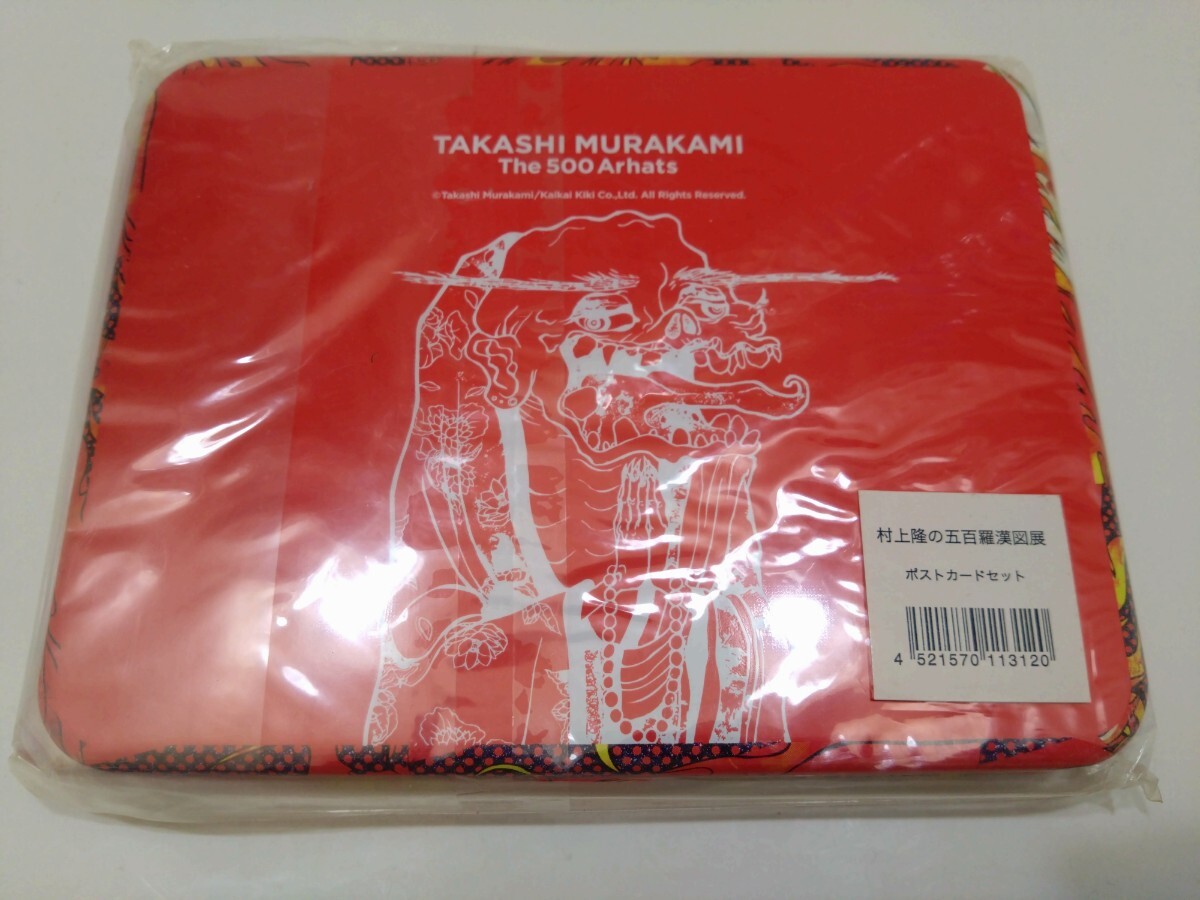 TAKASHI MURAKAMI
The 500 Arhats
©Takashi Murakami/Kaikai Kiki Co.,Ltd. All Rights Reserved.
村上隆の五百羅漢図展
ポストカードセット
4 521570 113120